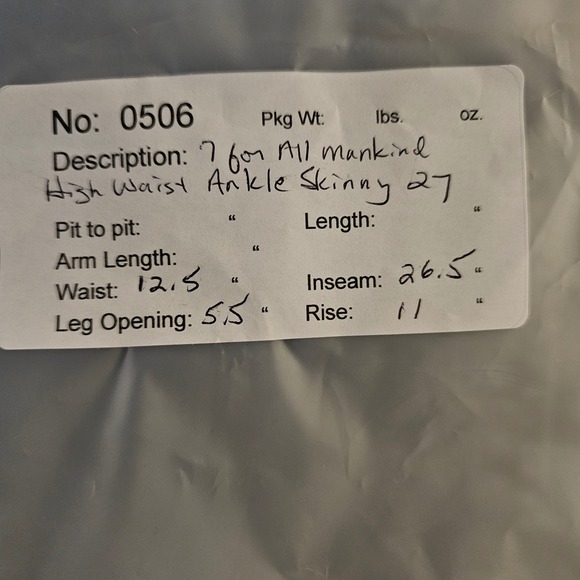 No: 0506 Pkg Wt: lbs. oz.
Description: 7 for All mankind
High Waist Ankle Skinny 27
Pit to pit: " Length: "
Arm Length: "
Waist: 12.5 " Inseam: 26.5 "
Leg Opening: 5.5 " Rise: 11 "